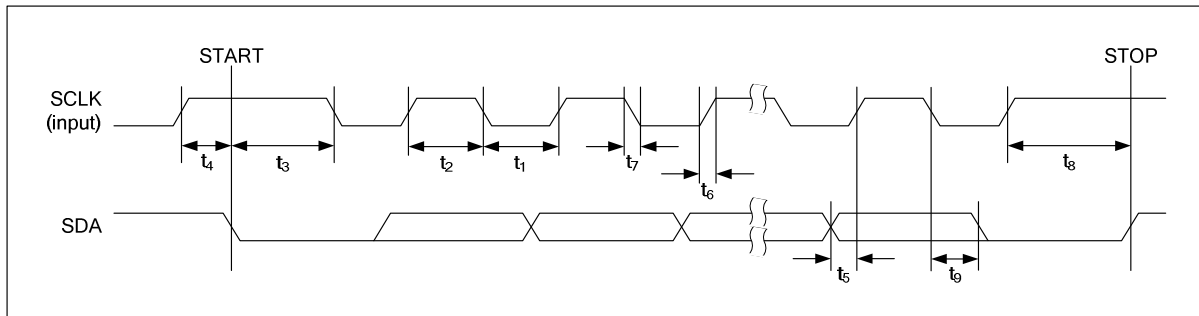 START STOP
SCLK
(input)
t4 t3 t2 t1 t7 t6 t8
SDA
t5 t9